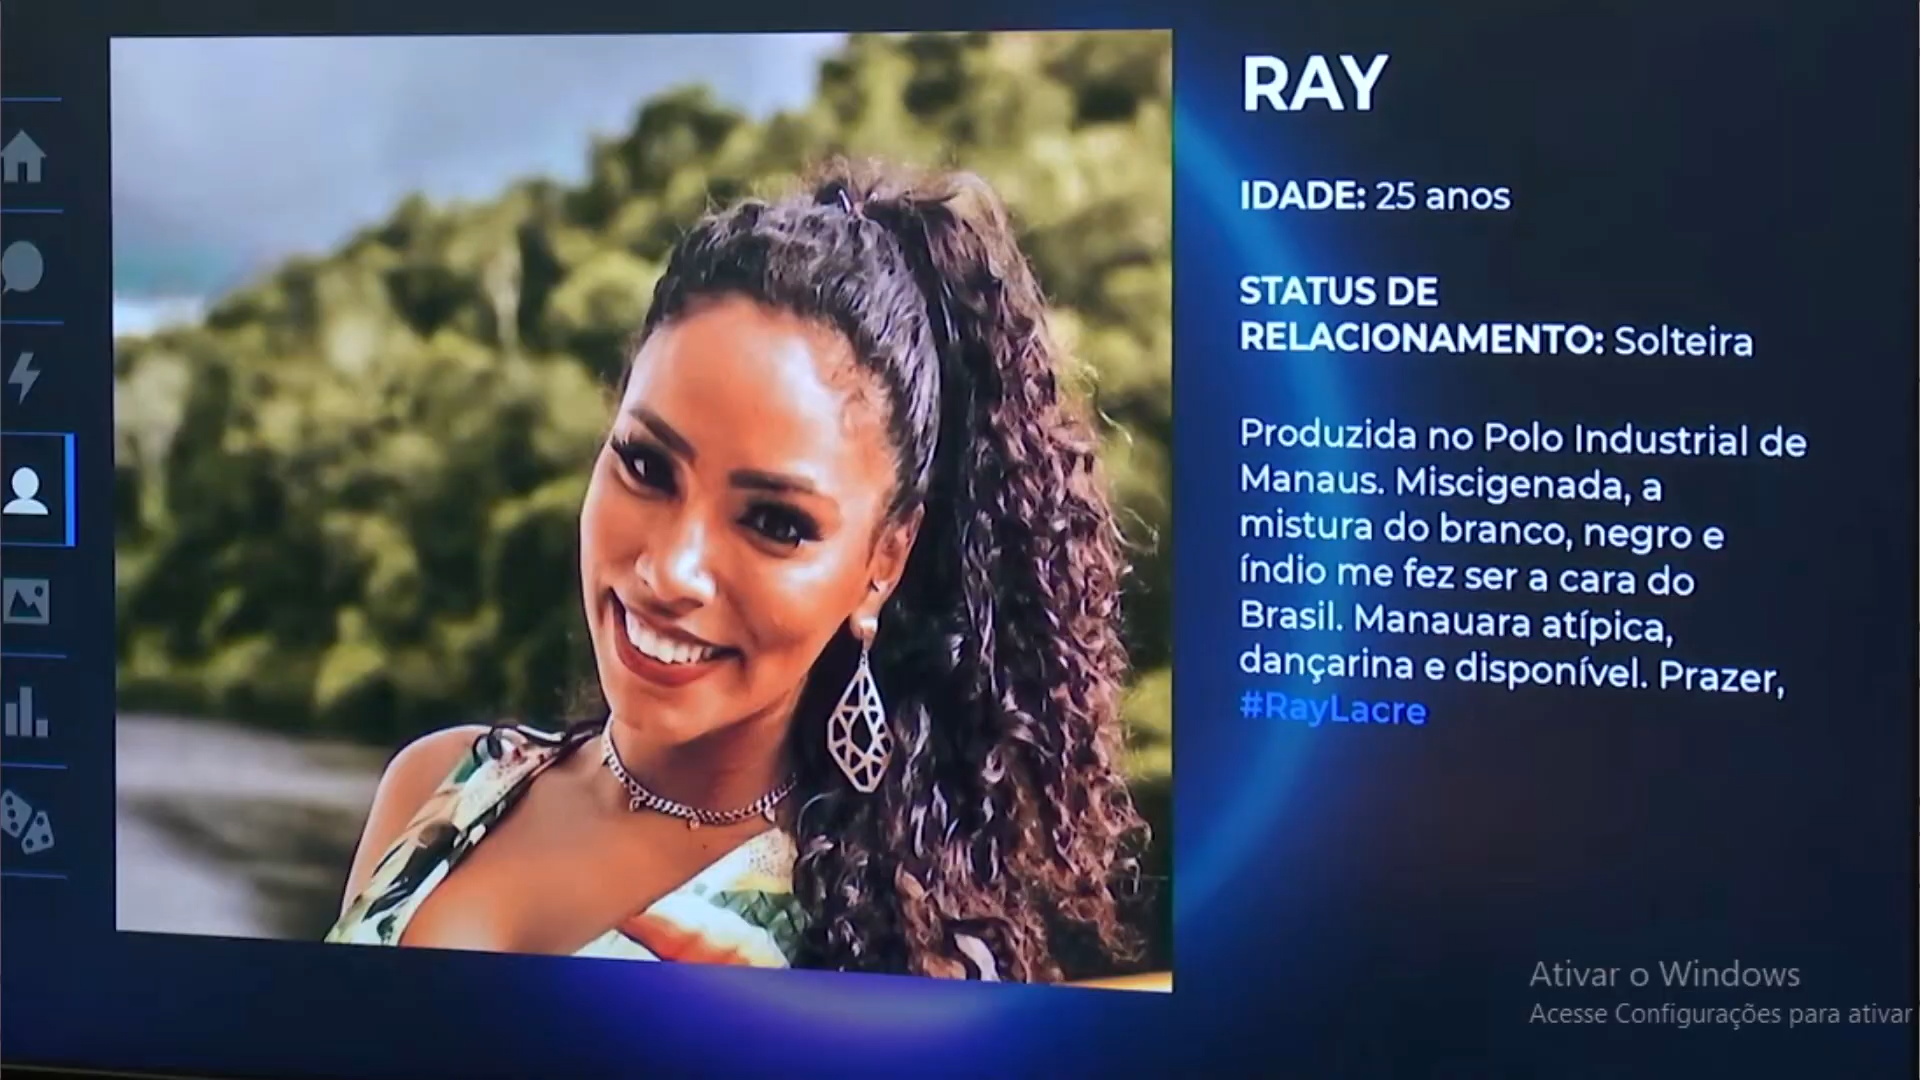 RAY
IDADE: 25 anos
STATUS DE
RELACIONAMENTO: Solteira
Produzida no Polo Industrial de
Manaus. Miscigenada, a
mistura do branco, negro e
índio me fez ser a cara do
Brasil. Manauara atípica,
dançarina e disponível. Prazer,
#RayLacre
Ativar o Windows
Acesse Configurações para ativar